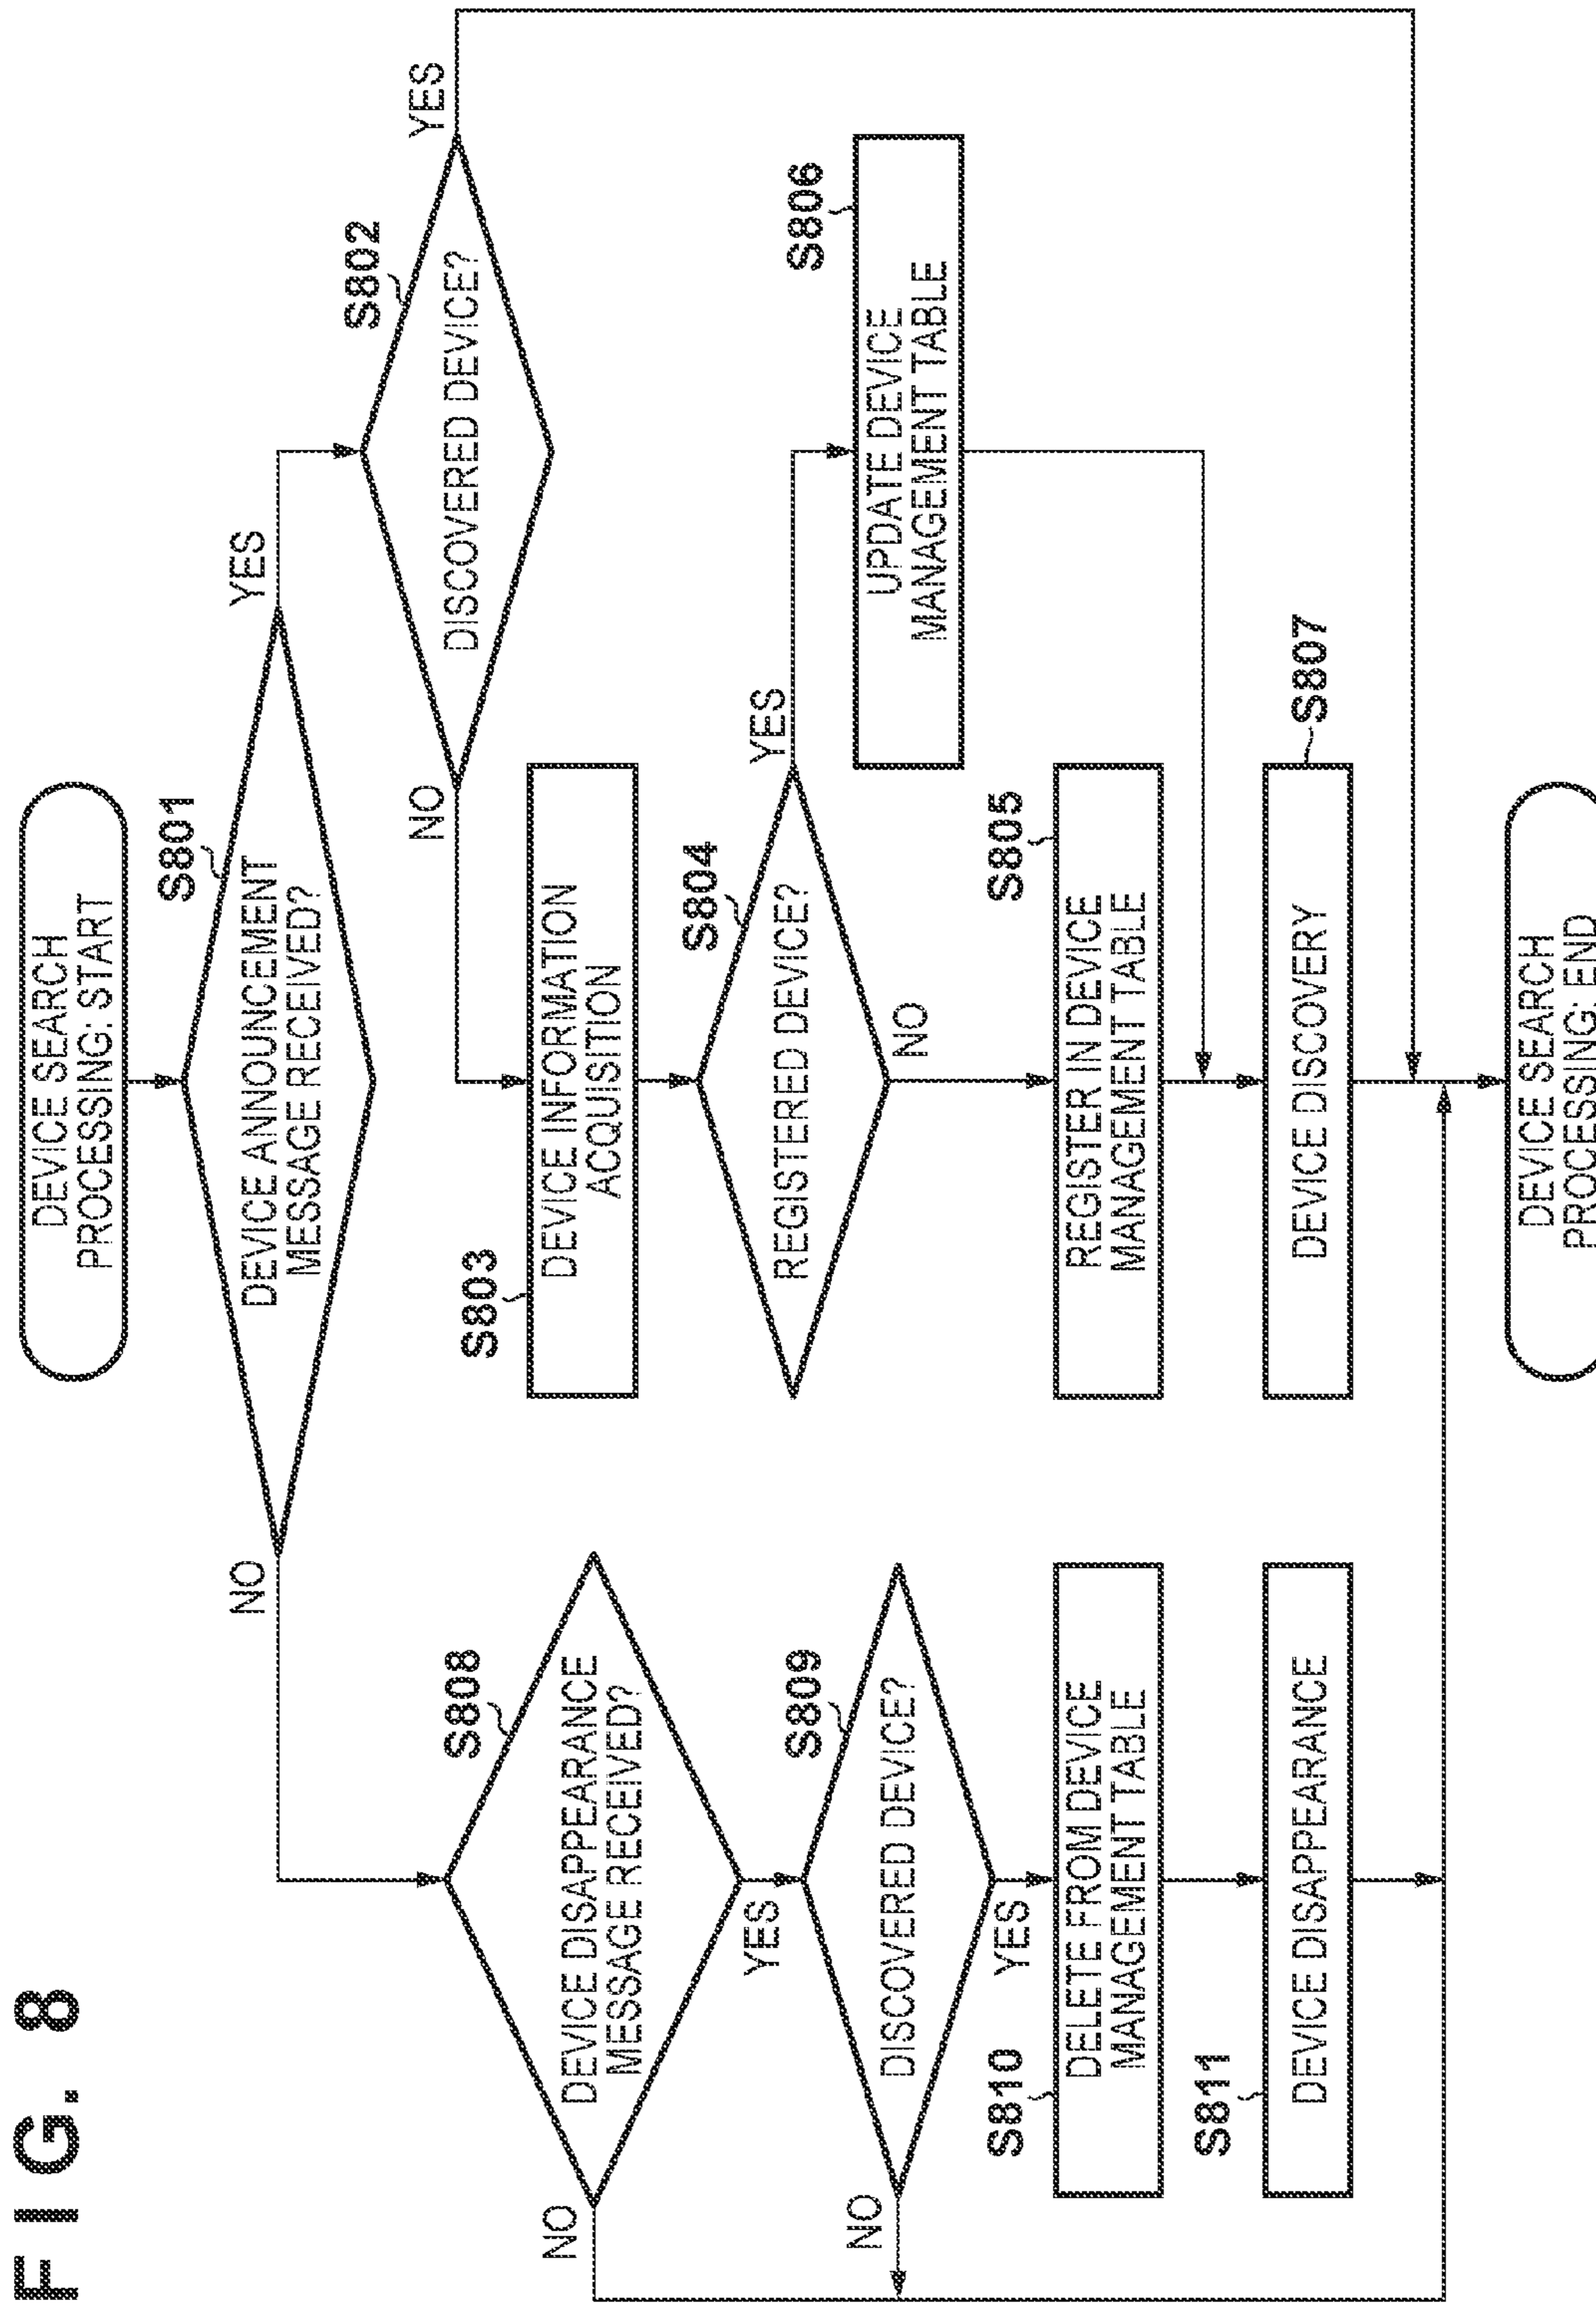 FIG. 8
DEVICE SEARCH
PROCESSING: START
S801
DEVICE ANNOUNCEMENT
MESSAGE RECEIVED?
NO
YES
S802
DISCOVERED DEVICE?
NO
YES
S803
DEVICE INFORMATION
ACQUISITION
S804
REGISTERED DEVICE?
YES
NO
S806
UPDATE DEVICE
MANAGEMENT TABLE
S805
REGISTER IN DEVICE
MANAGEMENT TABLE
S807
DEVICE DISCOVERY
S808
DEVICE DISAPPEARANCE
MESSAGE RECEIVED?
NO
YES
S809
DISCOVERED DEVICE?
NO
YES
S810
DELETE FROM DEVICE
MANAGEMENT TABLE
S811
DEVICE DISAPPEARANCE
DEVICE SEARCH
PROCESSING: END